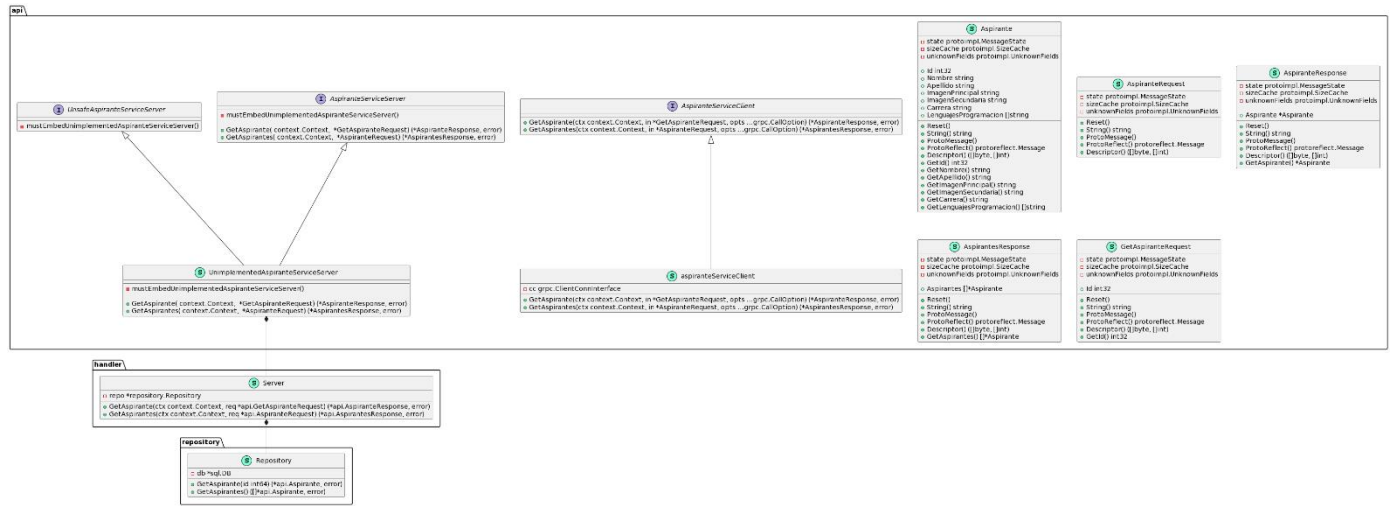 api
UnsafeAspiranteServiceServer
mustEmbedUnimplementedAspiranteServiceServer()
AspiranteServiceServer
mustEmbedUnimplementedAspiranteServiceServer()
GetAspirante( context.Context, *GetAspiranteRequest) (*AspiranteResponse, error)
GetAspirantes( context.Context, *AspiranteRequest) (*AspirantesResponse, error)
AspiranteServiceClient
GetAspirante(ctx context.Context, in *GetAspiranteRequest, opts ...grpc.CallOption) (*AspiranteResponse, error)
GetAspirantes(ctx context.Context, in *AspiranteRequest, opts ...grpc.CallOption) (*AspirantesResponse, error)
Aspirante
state protoimpl.MessageState
sizeCache protoimpl.SizeCache
unknownFields protoimpl.UnknownFields
Id int32
Nombre string
Apellido string
ImagenPrincipal string
ImagenSecundaria string
Carrera string
LenguajesProgramacion []string
Reset()
String() string
ProtoMessage()
ProtoReflect() protoreflect.Message
Descriptor() ([]byte, []int)
GetId() int32
GetNombre() string
GetApellido() string
GetImagenPrincipal() string
GetImagenSecundaria() string
GetCarrera() string
GetLenguajesProgramacion() []string
AspiranteRequest
state protoimpl.MessageState
sizeCache protoimpl.SizeCache
unknownFields protoimpl.UnknownFields
Reset()
String() string
ProtoMessage()
ProtoReflect() protoreflect.Message
Descriptor() ([]byte, []int)
AspiranteResponse
state protoimpl.MessageState
sizeCache protoimpl.SizeCache
unknownFields protoimpl.UnknownFields
Aspirante *Aspirante
Reset()
String() string
ProtoMessage()
ProtoReflect() protoreflect.Message
Descriptor() ([]byte, []int)
GetAspirante() *Aspirante
UnimplementedAspiranteServiceServer
mustEmbedUnimplementedAspiranteServiceServer()
GetAspirante( context.Context, *GetAspiranteRequest) (*AspiranteResponse, error)
GetAspirantes( context.Context, *AspiranteRequest) (*AspirantesResponse, error)
aspiranteServiceClient
cc grpc.ClientConnInterface
GetAspirante(ctx context.Context, in *GetAspiranteRequest, opts ...grpc.CallOption) (*AspiranteResponse, error)
GetAspirantes(ctx context.Context, in *AspiranteRequest, opts ...grpc.CallOption) (*AspirantesResponse, error)
AspirantesResponse
state protoimpl.MessageState
sizeCache protoimpl.SizeCache
unknownFields protoimpl.UnknownFields
Aspirantes []*Aspirante
Reset()
String() string
ProtoMessage()
ProtoReflect() protoreflect.Message
Descriptor() ([]byte, []int)
GetAspirantes() []*Aspirante
GetAspiranteRequest
state protoimpl.MessageState
sizeCache protoimpl.SizeCache
unknownFields protoimpl.UnknownFields
Id int32
Reset()
String() string
ProtoMessage()
ProtoReflect() protoreflect.Message
Descriptor() ([]byte, []int)
GetId() int32
handler
Server
repo *repository.Repository
GetAspirante(ctx context.Context, req *api.GetAspiranteRequest) (*api.AspiranteResponse, error)
GetAspirantes(ctx context.Context, req *api.AspiranteRequest) (*api.AspirantesResponse, error)
repository
Repository
db *sql.DB
GetAspirante(id int64) (*api.Aspirante, error)
GetAspirantes() ([]*api.Aspirante, error)